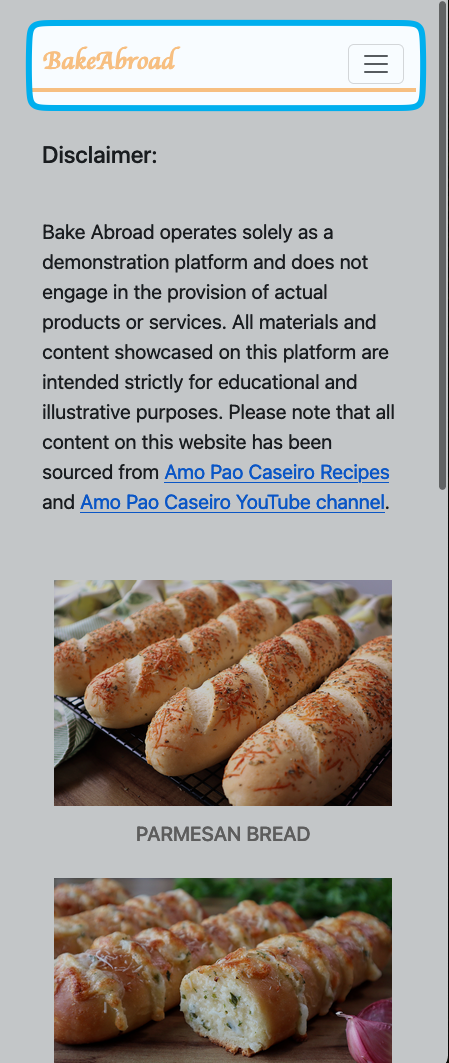 BakeAbroad
Disclaimer:
Bake Abroad operates solely as a
demonstration platform and does not
engage in the provision of actual
products or services. All materials and
content showcased on this platform are
intended strictly for educational and
illustrative purposes. Please note that all
content on this website has been
sourced from Amo Pao Caseiro Recipes
and Amo Pao Caseiro YouTube channel.
PARMESAN BREAD